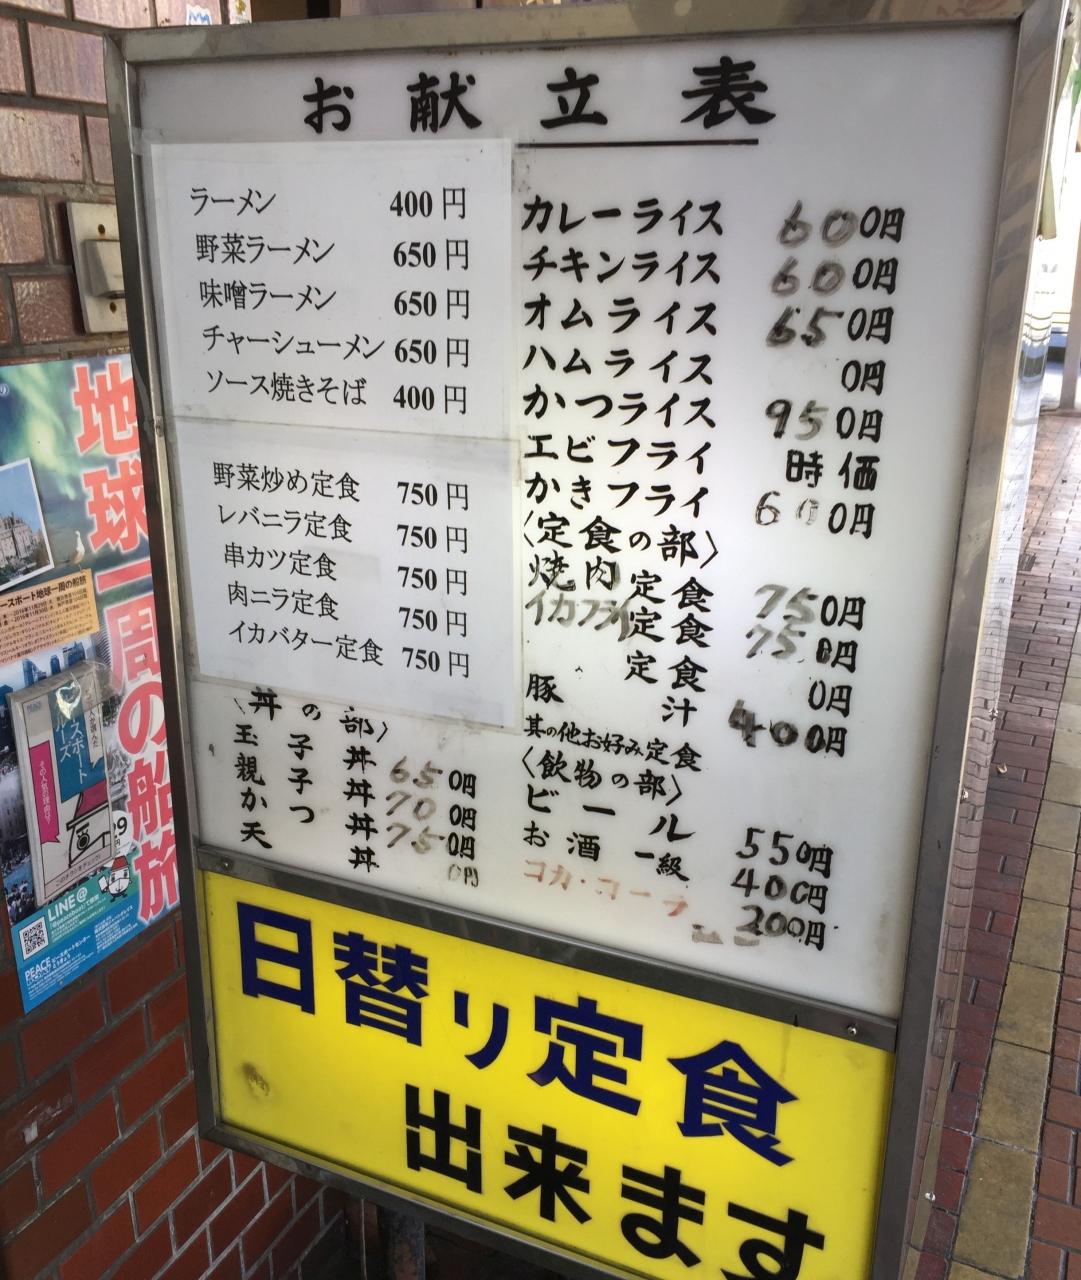 お献立表
ラーメン 400円
野菜ラーメン 650円
味噌ラーメン 650円
チャーシューメン 650円
ソース焼きそば 400円
野菜炒め定食 750円
レバニラ定食 750円
串カツ定食 750円
肉ニラ定食 750円
イカバター定食 750円
〈丼の部〉
玉子丼 650円
親子丼 700円
かつ丼 750円
天丼 0円
カレーライス 600円
チキンライス 600円
オムライス 650円
ハムライス 0円
かつライス 950円
エビフライ 時価
かきフライ 600円
〈定食の部〉
焼肉定食 750円
イカフライ定食 750円
定食 0円
豚汁 400円
其の他お好み定食
〈飲物の部〉
ビール 550円
お酒一級 400円
コカ・コーラ 200円
日替り定食
出来ます
地球一周の船旅
LINE@
PEACE